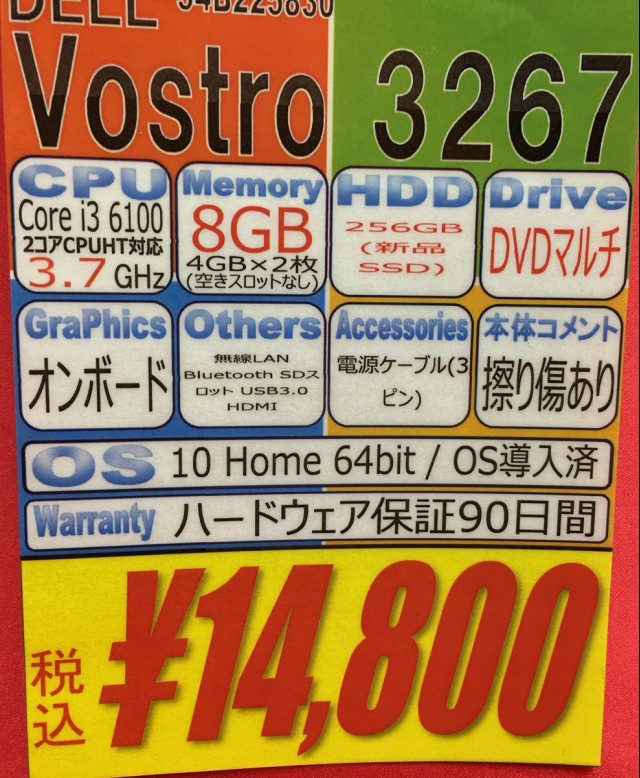 DELL 54B225830
Vostro 3267
CPU
Core i3 6100
2コアCPUHT対応
3.7 GHz
Memory
8GB
4GB×2枚
(空きスロットなし)
HDD
256GB
(新品
SSD)
Drive
DVDマルチ
GraPhics
オンボード
Others
無線LAN
Bluetooth SDス
ロット USB3.0
HDMI
Accessories
電源ケーブル(3
ピン)
本体コメント
擦り傷あり
OS 10 Home 64bit / OS導入済
Warranty ハードウェア保証90日間
税込 ¥14,800